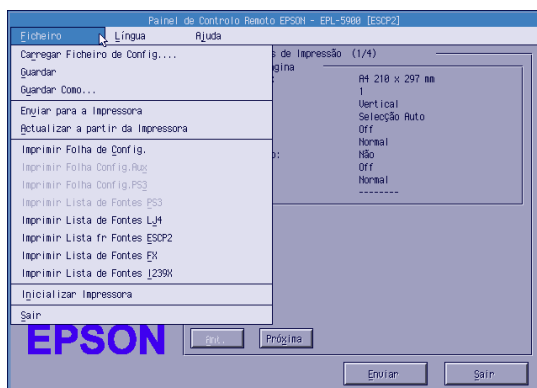 Painel de Controlo Remoto EPSON - EPL-5900 [ESCP2]
Ficheiro Língua Ajuda
Carregar Ficheiro de Config....
Guardar
Guardar Como...
Enviar para a Impressora
Actualizar a partir da Impressora
Imprimir Folha de Config.
Imprimir Folha Config.Aux
Imprimir Folha Config.PS3
Imprimir Lista de Fontes PS3
Imprimir Lista de Fontes LJ4
Imprimir Lista fr Fontes ESCP2
Imprimir Lista de Fontes FX
Imprimir Lista de Fontes I239X
Inicializar Impressora
Sair
s de Impressão (1/4)
gina
: A4 210 x 297 mm
1
Vertical
Selecção Auto
Off
Normal
o: Não
Off
Normal
--------
EPSON
Ant. Próxima
Enviar Sair